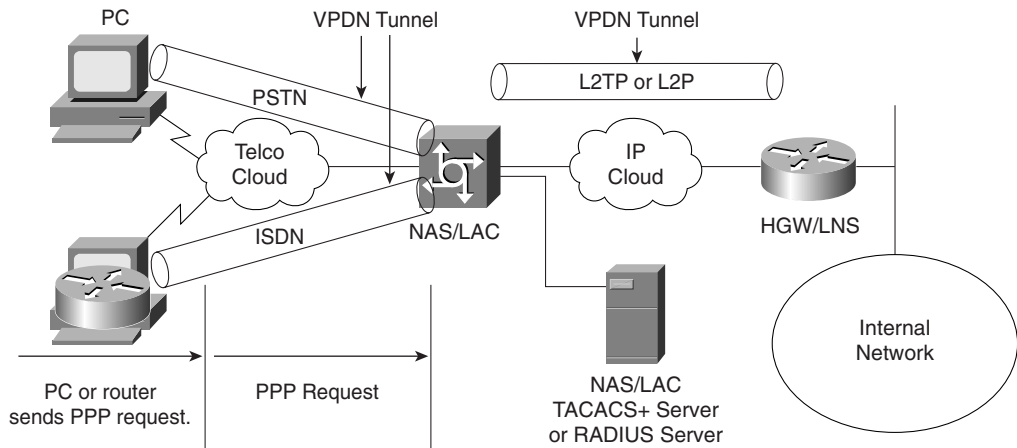 PC
VPDN Tunnel
VPDN Tunnel
L2TP or L2P
PSTN
Telco
Cloud
IP
Cloud
ISDN
NAS/LAC
HGW/LNS
Internal
Network
PC or router
sends PPP request.
PPP Request
NAS/LAC
TACACS+ Server
or RADIUS Server